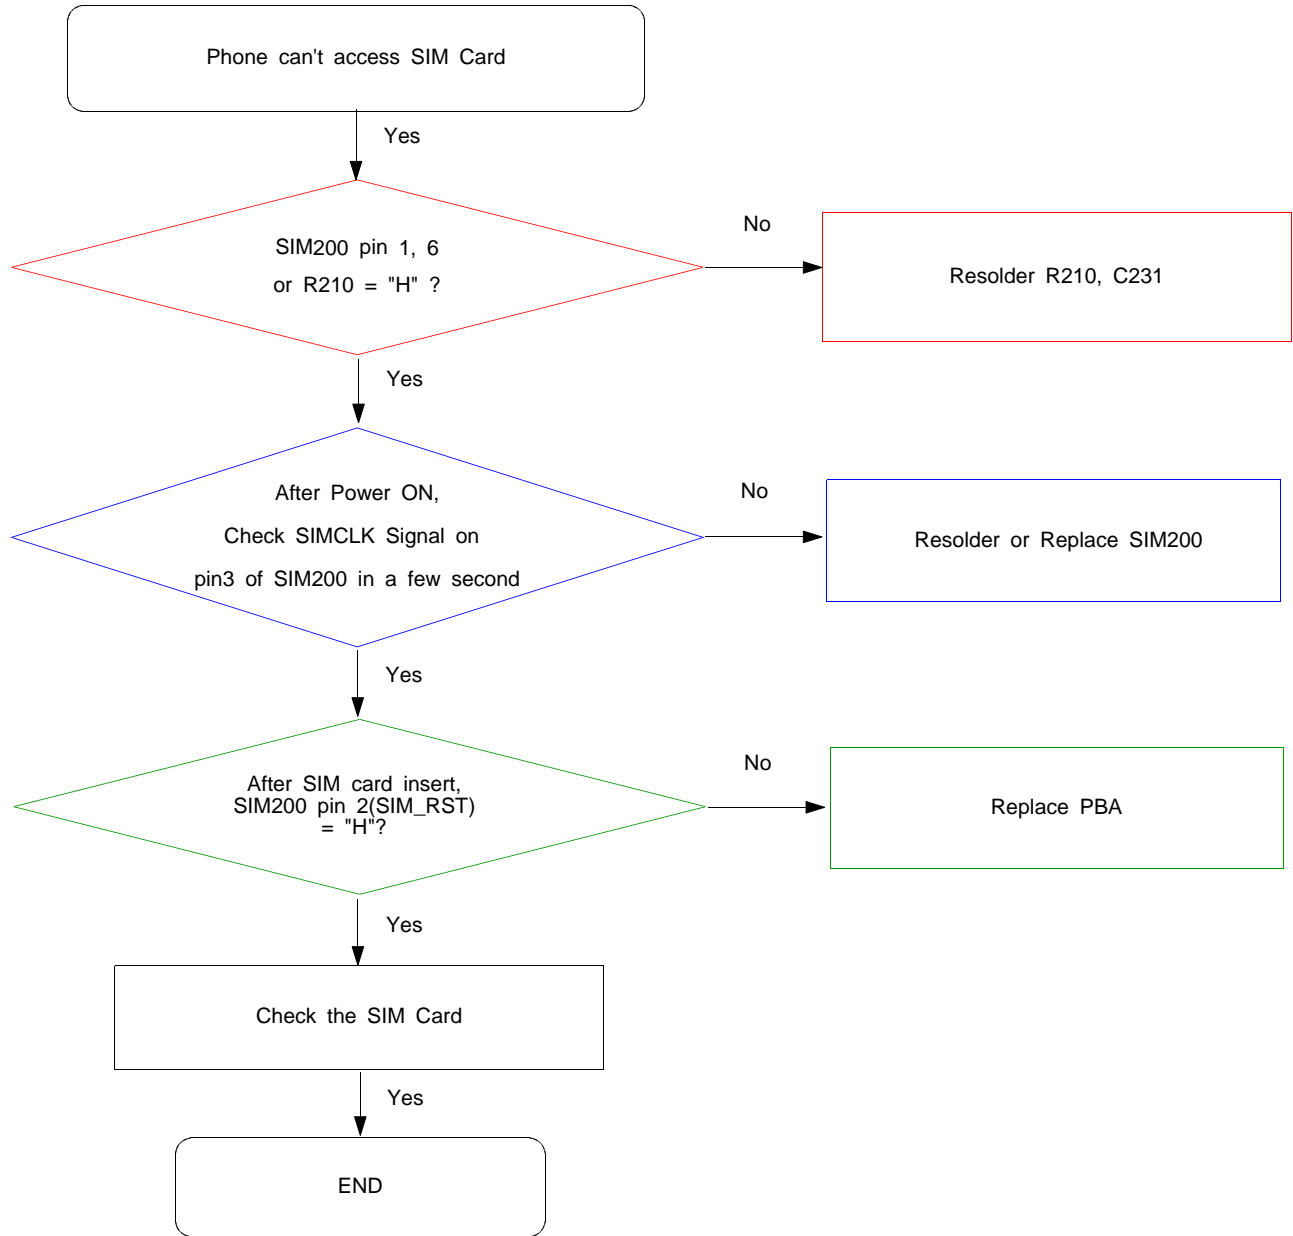 Phone can't access SIM Card
Yes
SIM200 pin 1, 6
or R210 = "H" ?
No
Resolder R210, C231
Yes
After Power ON,
Check SIMCLK Signal on
pin3 of SIM200 in a few second
No
Resolder or Replace SIM200
Yes
After SIM card insert,
SIM200 pin 2(SIM_RST)
= "H"?
No
Replace PBA
Yes
Check the SIM Card
Yes
END